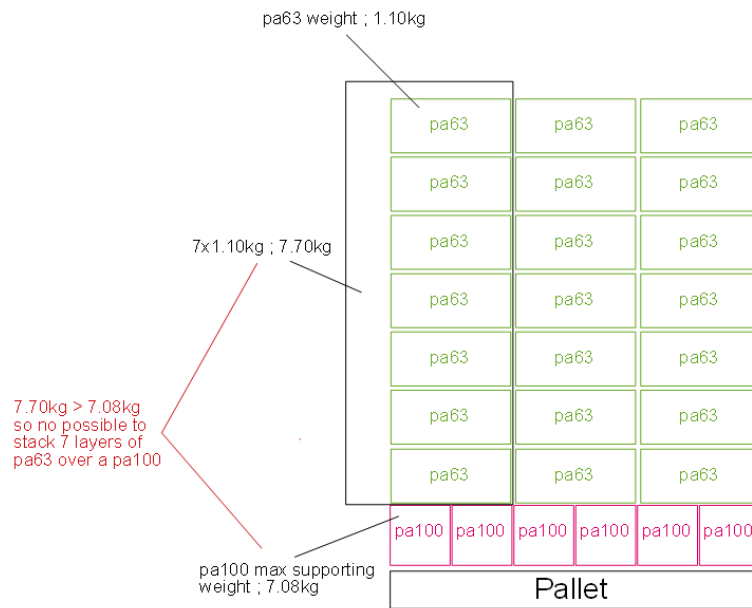 pa63 weight ; 1.10kg
pa63 pa63 pa63
pa63 pa63 pa63
pa63 pa63 pa63
7x1.10kg ; 7.70kg
pa63 pa63 pa63
pa63 pa63 pa63
7.70kg > 7.08kg
so no possible to
stack 7 layers of
pa63 over a pa100
pa63 pa63 pa63
pa63 pa63 pa63
pa100 pa100 pa100 pa100 pa100 pa100
pa100 max supporting
weight ; 7.08kg
Pallet